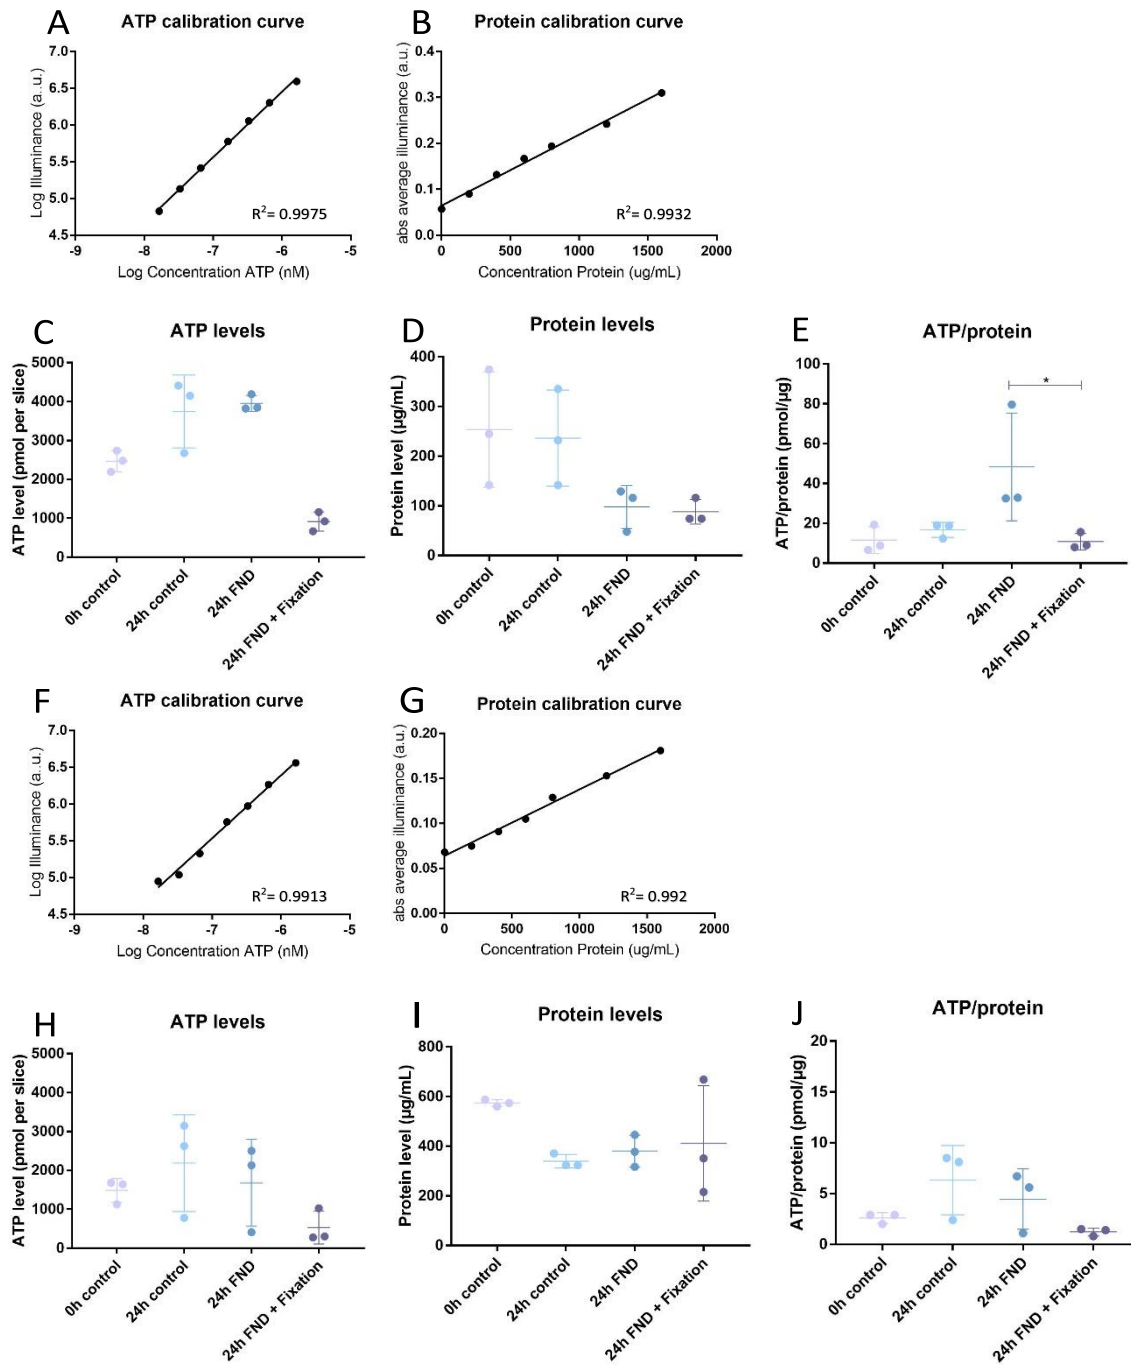 A
ATP calibration curve
Log Illuminance (a..u.)
7.0
6.5
6.0
5.5
5.0
4.5
-9
-8
-7
-6
-5
R2= 0.9975
Log Concentration ATP (nM)
B
Protein calibration curve
abs average illuminance (a.u.)
0.4
0.3
0.2
0.1
0.0
0
500
1000
1500
2000
R2= 0.9932
Concentration Protein (ug/mL)
C
ATP levels
ATP level (pmol per slice)
5000
4000
3000
2000
1000
0
0h control
24h control
24h FND
24h FND + Fixation
D
Protein levels
Protein level (µg/mL)
400
300
200
100
0
0h control
24h control
24h FND
24h FND + Fixation
E
ATP/protein
ATP/protein (pmol/µg)
100
80
60
40
20
0
*
0h control
24h control
24h FND
24h FND + Fixation
F
ATP calibration curve
Log Illuminance (a..u.)
7.0
6.5
6.0
5.5
5.0
4.5
-9
-8
-7
-6
-5
R2= 0.9913
Log Concentration ATP (nM)
G
Protein calibration curve
abs average illuminance (a.u.)
0.20
0.15
0.10
0.05
0.00
0
500
1000
1500
2000
R2= 0.992
Concentration Protein (ug/mL)
H
ATP levels
ATP level (pmol per slice)
5000
4000
3000
2000
1000
0
0h control
24h control
24h FND
24h FND + Fixation
I
Protein levels
Protein level (µg/mL)
800
600
400
200
0
0h control
24h control
24h FND
24h FND + Fixation
J
ATP/protein
ATP/protein (pmol/µg)
20
15
10
5
0
0h control
24h control
24h FND
24h FND + Fixation